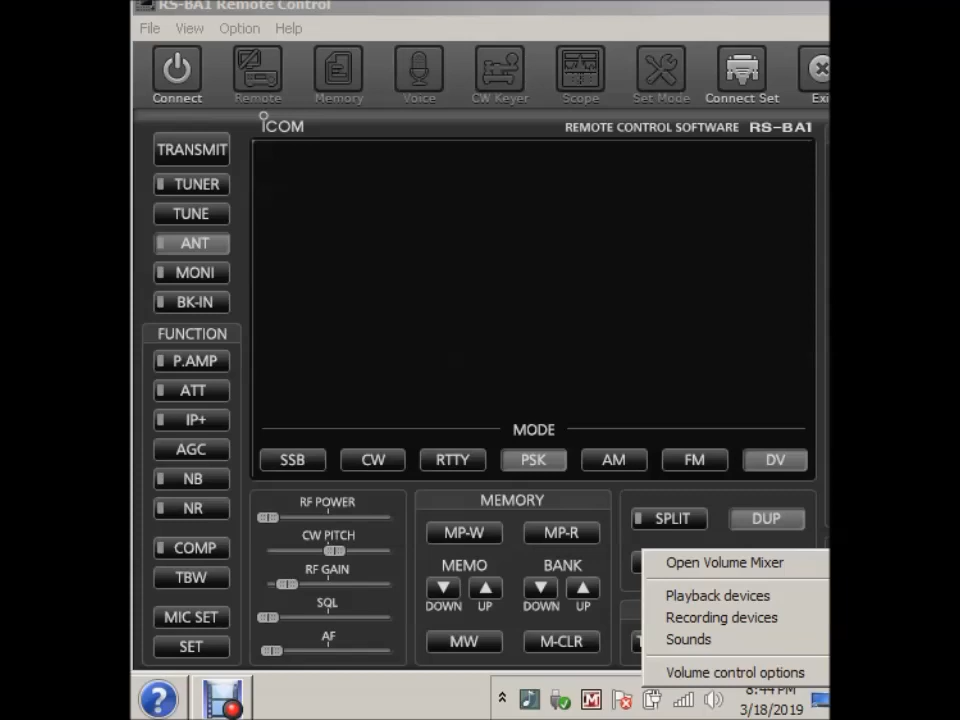 RS-BA1 Remote Control
File View Option Help
Connect Remote Memory Voice CW Keyer Scope Set Mode Connect Set Exi
ICOM REMOTE CONTROL SOFTWARE RS-BA1
TRANSMIT
TUNER
TUNE
ANT
MONI
BK-IN
FUNCTION
P.AMP
ATT
IP+
AGC
NB
NR
COMP
TBW
MIC SET
SET
MODE
SSB CW RTTY PSK AM FM DV
RF POWER
CW PITCH
RF GAIN
SQL
AF
MEMORY
MP-W MP-R
MEMO BANK
DOWN UP DOWN UP
MW M-CLR
SPLIT DUP
Open Volume Mixer
Playback devices
Recording devices
Sounds
Volume control options
8:44 PM
3/18/2019